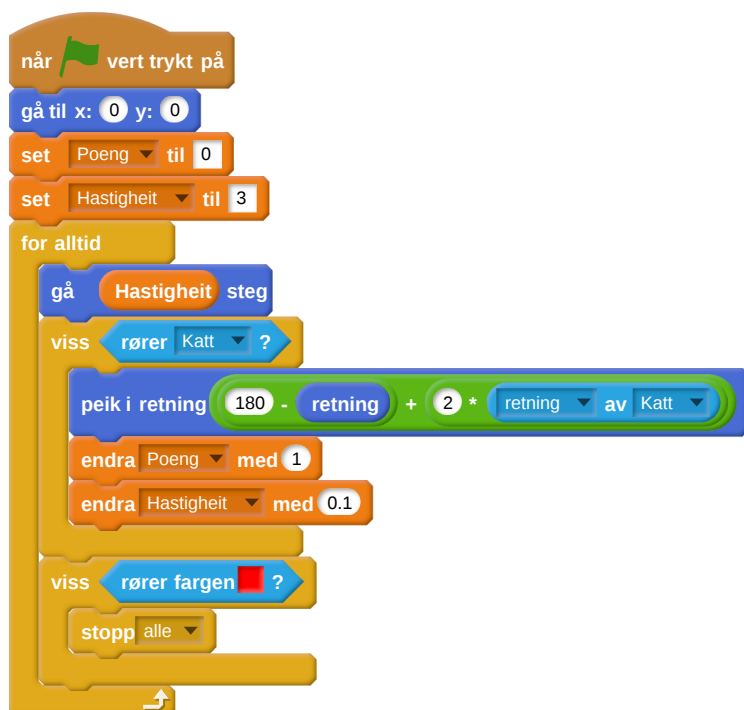 når vert trykt på
gå til x: 0 y: 0
set Poeng til 0
set Hastigheit til 3
for alltid
gå Hastigheit steg
viss rører Katt ?
peik i retning 180 - retning + 2 * retning av Katt
endra Poeng med 1
endra Hastigheit med 0.1
viss rører fargen ?
stopp alle